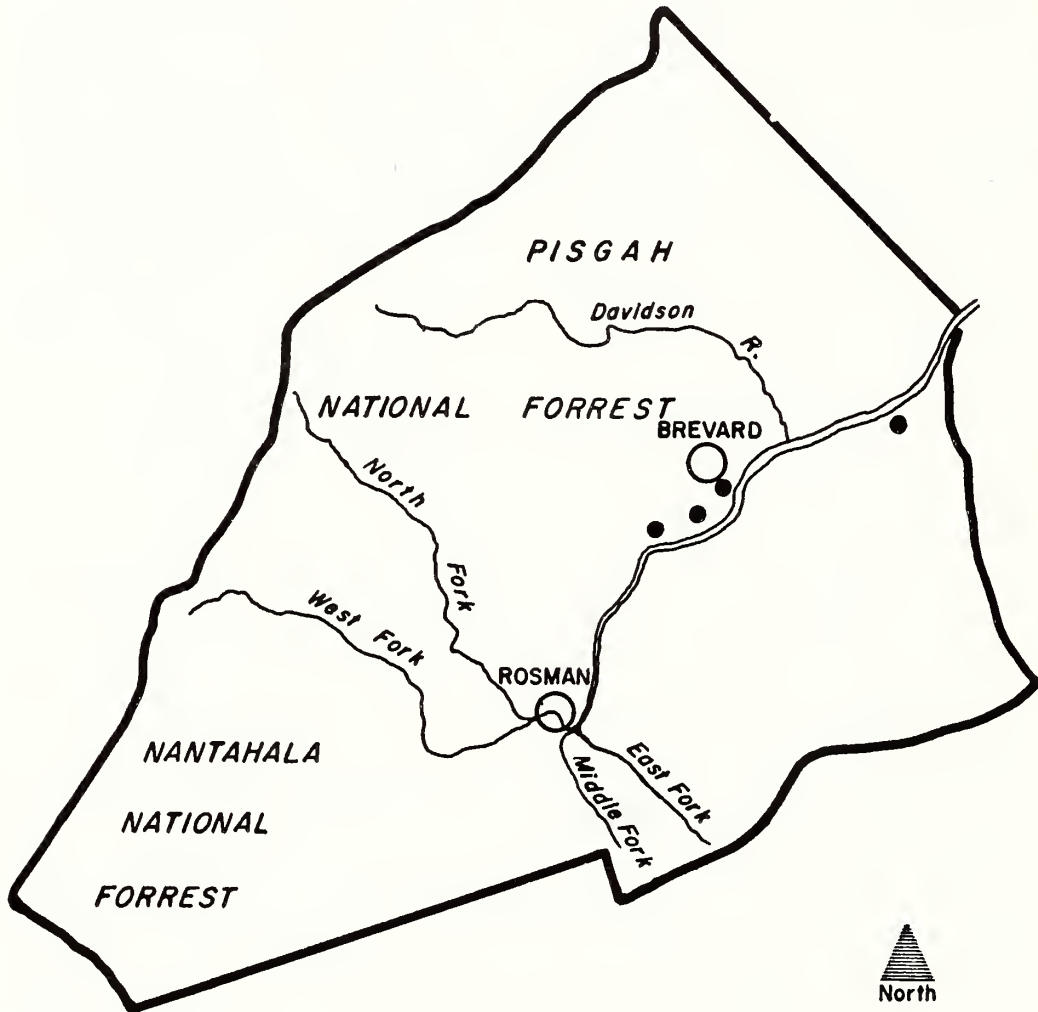 PISGAH
Davidson R.
NATIONAL FORREST
BREVARD
North Fork
West Fork
ROSMAN
East Fork
Middle Fork
NANTAHALA
NATIONAL
FORREST
North